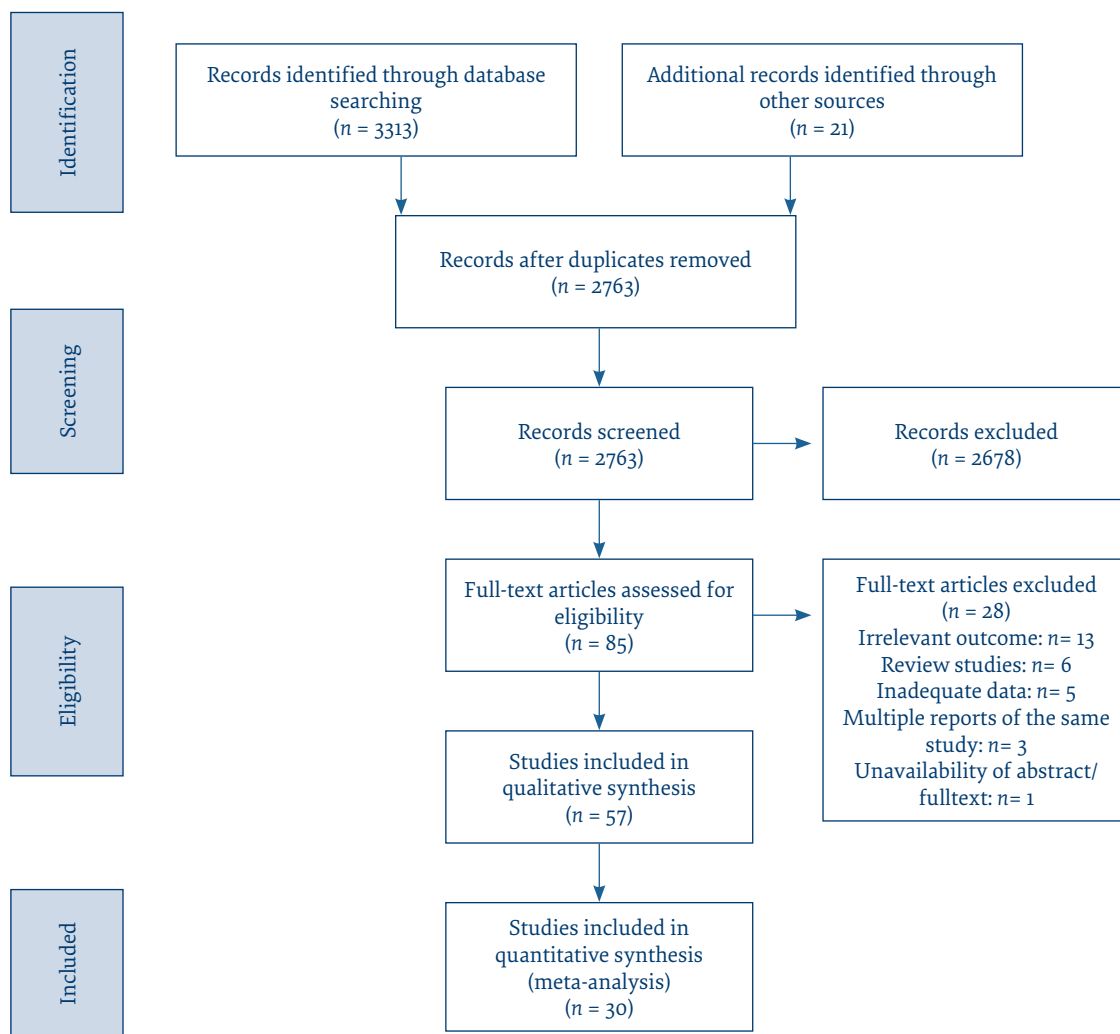 Identification
Records identified through database
searching
(n = 3313)
Additional records identified through
other sources
(n = 21)
Records after duplicates removed
(n = 2763)
Screening
Records screened
(n = 2763)
Records excluded
(n = 2678)
Eligibility
Full-text articles assessed for
eligibility
(n = 85)
Full-text articles excluded
(n = 28)
Irrelevant outcome: n= 13
Review studies: n= 6
Inadequate data: n= 5
Multiple reports of the same
study: n= 3
Unavailability of abstract/
fulltext: n= 1
Studies included in
qualitative synthesis
(n = 57)
Included
Studies included in
quantitative synthesis
(meta-analysis)
(n = 30)